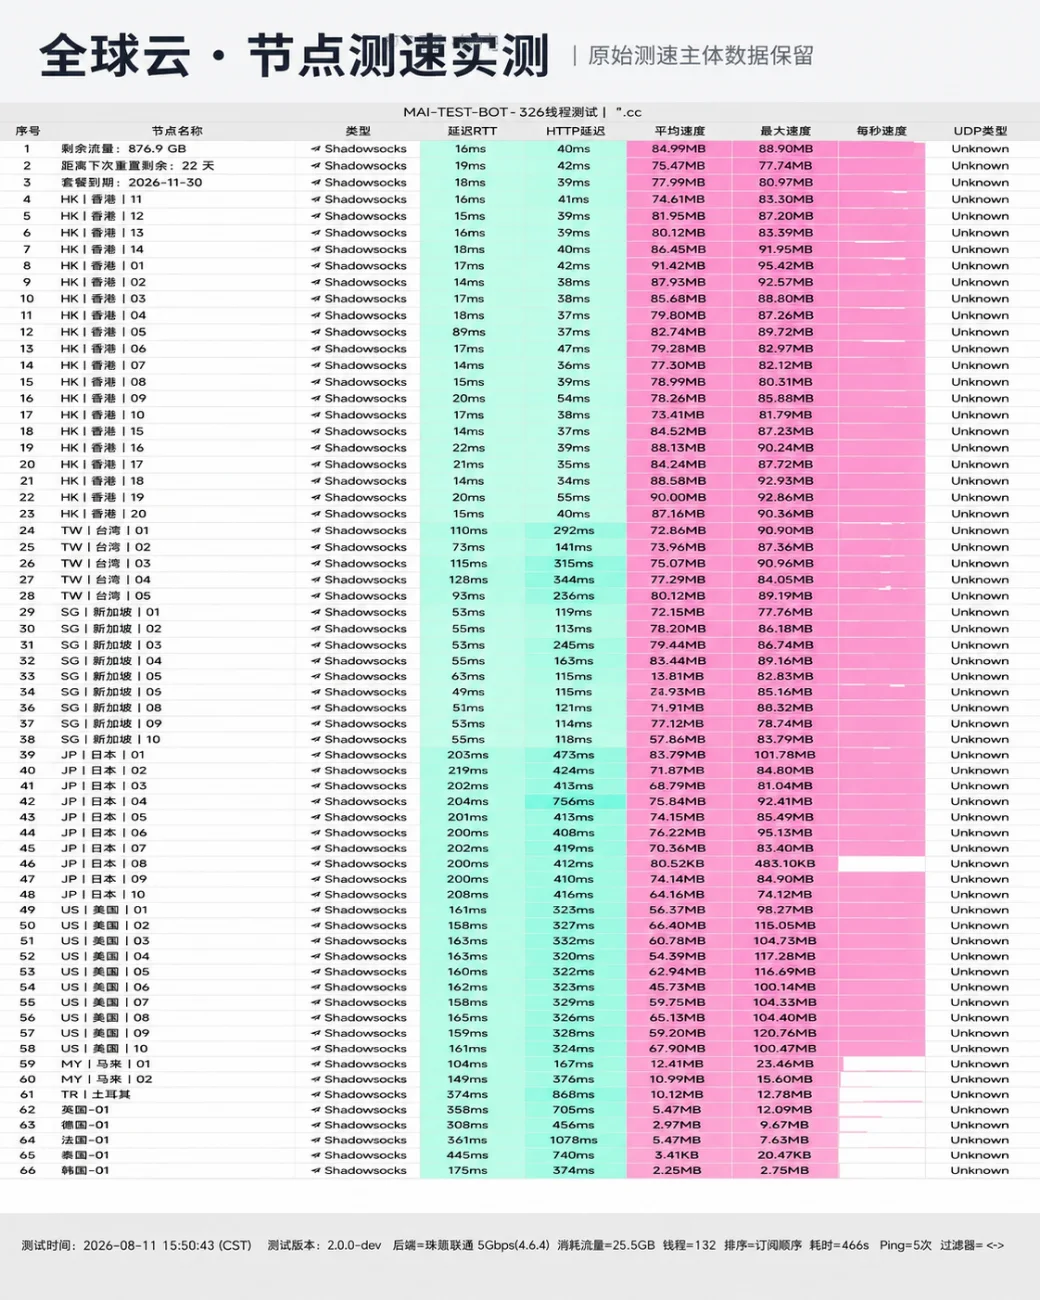 全球云·节点测速实测 | 原始测速主体数据保留
MAI-TEST-BOT - 326线程测试 | ".cc
序号 节点名称 类型 延迟RTT HTTP延迟 平均速度 最大速度 每秒速度 UDP类型
1 剩余流量：876.9 GB Shadowsocks 16ms 40ms 84.99MB 88.90MB Unknown
2 距离下次重置剩余：22 天 Shadowsocks 19ms 42ms 75.47MB 77.74MB Unknown
3 套餐到期：2026-11-30 Shadowsocks 18ms 39ms 77.99MB 80.97MB Unknown
4 HK | 香港 | 11 Shadowsocks 16ms 41ms 74.61MB 83.30MB Unknown
5 HK | 香港 | 12 Shadowsocks 15ms 39ms 81.95MB 87.20MB Unknown
6 HK | 香港 | 13 Shadowsocks 16ms 39ms 80.12MB 83.39MB Unknown
7 HK | 香港 | 14 Shadowsocks 18ms 40ms 86.45MB 91.95MB Unknown
8 HK | 香港 | 01 Shadowsocks 17ms 42ms 91.42MB 95.42MB Unknown
9 HK | 香港 | 02 Shadowsocks 14ms 38ms 87.93MB 92.57MB Unknown
10 HK | 香港 | 03 Shadowsocks 17ms 38ms 85.68MB 88.80MB Unknown
11 HK | 香港 | 04 Shadowsocks 18ms 37ms 79.80MB 87.26MB Unknown
12 HK | 香港 | 05 Shadowsocks 89ms 37ms 82.74MB 89.72MB Unknown
13 HK | 香港 | 06 Shadowsocks 17ms 47ms 79.28MB 82.97MB Unknown
14 HK | 香港 | 07 Shadowsocks 14ms 36ms 77.30MB 82.12MB Unknown
15 HK | 香港 | 08 Shadowsocks 15ms 39ms 78.99MB 80.31MB Unknown
16 HK | 香港 | 09 Shadowsocks 20ms 54ms 78.26MB 85.88MB Unknown
17 HK | 香港 | 10 Shadowsocks 17ms 38ms 73.41MB 81.79MB Unknown
18 HK | 香港 | 15 Shadowsocks 14ms 37ms 84.52MB 87.23MB Unknown
19 HK | 香港 | 16 Shadowsocks 22ms 39ms 88.13MB 90.24MB Unknown
20 HK | 香港 | 17 Shadowsocks 21ms 35ms 84.24MB 87.72MB Unknown
21 HK | 香港 | 18 Shadowsocks 14ms 34ms 88.58MB 92.93MB Unknown
22 HK | 香港 | 19 Shadowsocks 20ms 55ms 90.00MB 92.86MB Unknown
23 HK | 香港 | 20 Shadowsocks 15ms 40ms 87.16MB 90.36MB Unknown
24 TW | 台湾 | 01 Shadowsocks 110ms 292ms 72.86MB 90.90MB Unknown
25 TW | 台湾 | 02 Shadowsocks 73ms 141ms 73.96MB 87.36MB Unknown
26 TW | 台湾 | 03 Shadowsocks 115ms 315ms 75.07MB 90.96MB Unknown
27 TW | 台湾 | 04 Shadowsocks 128ms 344ms 77.29MB 84.05MB Unknown
28 TW | 台湾 | 05 Shadowsocks 93ms 236ms 80.12MB 89.19MB Unknown
29 SG | 新加坡 | 01 Shadowsocks 53ms 119ms 72.15MB 77.76MB Unknown
30 SG | 新加坡 | 02 Shadowsocks 55ms 113ms 78.20MB 86.18MB Unknown
31 SG | 新加坡 | 03 Shadowsocks 53ms 245ms 79.44MB 86.74MB Unknown
32 SG | 新加坡 | 04 Shadowsocks 55ms 163ms 83.44MB 89.16MB Unknown
33 SG | 新加坡 | 05 Shadowsocks 63ms 115ms 13.81MB 82.83MB Unknown
34 SG | 新加坡 | 06 Shadowsocks 49ms 115ms 85.16MB Unknown
36 SG | 新加坡 | 08 Shadowsocks 51ms 121ms 71.91MB 88.32MB Unknown
37 SG | 新加坡 | 09 Shadowsocks 53ms 114ms 77.12MB 78.74MB Unknown
38 SG | 新加坡 | 10 Shadowsocks 55ms 118ms 57.86MB 83.79MB Unknown
39 JP | 日本 | 01 Shadowsocks 203ms 473ms 83.79MB 101.78MB Unknown
40 JP | 日本 | 02 Shadowsocks 219ms 424ms 71.87MB 84.80MB Unknown
41 JP | 日本 | 03 Shadowsocks 202ms 413ms 68.79MB 81.04MB Unknown
42 JP | 日本 | 04 Shadowsocks 204ms 756ms 75.84MB 92.41MB Unknown
43 JP | 日本 | 05 Shadowsocks 201ms 413ms 74.15MB 85.49MB Unknown
44 JP | 日本 | 06 Shadowsocks 200ms 408ms 76.22MB 95.13MB Unknown
45 JP | 日本 | 07 Shadowsocks 202ms 419ms 70.36MB 83.40MB Unknown
46 JP | 日本 | 08 Shadowsocks 200ms 412ms 80.52KB 483.10KB Unknown
47 JP | 日本 | 09 Shadowsocks 200ms 410ms 74.14MB 84.90MB Unknown
48 JP | 日本 | 10 Shadowsocks 208ms 416ms 64.16MB 74.12MB Unknown
49 US | 美国 | 01 Shadowsocks 161ms 323ms 56.37MB 98.27MB Unknown
50 US | 美国 | 02 Shadowsocks 158ms 327ms 66.40MB 115.05MB Unknown
51 US | 美国 | 03 Shadowsocks 163ms 332ms 60.78MB 104.73MB Unknown
52 US | 美国 | 04 Shadowsocks 163ms 320ms 54.39MB 117.28MB Unknown
53 US | 美国 | 05 Shadowsocks 160ms 322ms 62.94MB 116.69MB Unknown
54 US | 美国 | 06 Shadowsocks 162ms 323ms 45.73MB 100.14MB Unknown
55 US | 美国 | 07 Shadowsocks 158ms 329ms 59.75MB 104.33MB Unknown
56 US | 美国 | 08 Shadowsocks 165ms 326ms 65.13MB 104.40MB Unknown
57 US | 美国 | 09 Shadowsocks 159ms 328ms 59.20MB 120.76MB Unknown
58 US | 美国 | 10 Shadowsocks 161ms 324ms 67.90MB 100.47MB Unknown
59 MY | 马来 | 01 Shadowsocks 104ms 167ms 12.41MB 23.46MB Unknown
60 MY | 马来 | 02 Shadowsocks 149ms 376ms 10.99MB 15.60MB Unknown
61 TR | 土耳其 Shadowsocks 374ms 868ms 10.12MB 12.78MB Unknown
62 英国-01 Shadowsocks 358ms 705ms 5.47MB 12.09MB Unknown
63 德国-01 Shadowsocks 308ms 456ms 2.97MB 9.67MB Unknown
64 法国-01 Shadowsocks 361ms 1078ms 5.47MB 7.63MB Unknown
65 泰国-01 Shadowsocks 445ms 740ms 3.41KB 20.47KB Unknown
66 韩国-01 Shadowsocks 175ms 374ms 2.25MB 2.75MB Unknown
测试时间：2026-08-11 15:50:43 (CST) 测试版本：2.0.0-dev 后端=珠联通 5Gbps(4.6.4) 消耗流量=25.5GB 线程=132 排序=订阅顺序 耗时=466s Ping=5次 过滤器= <->